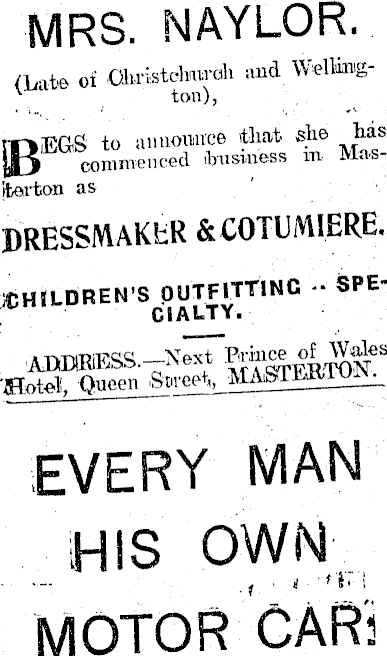 MRS. NAYLOR.
(Late of Christchurch and Welling-
ton),
BEGS to announce that she has
commenced business in Mas-
terton as
DRESSMAKER & COTUMIERE.
CHILDREN'S OUTFITTING -- SPE-
CIALTY.
ADDRESS.—Next Prince of Wales
Hotel, Queen Street, MASTERTON.
EVERY MAN
HIS OWN
MOTOR CAR